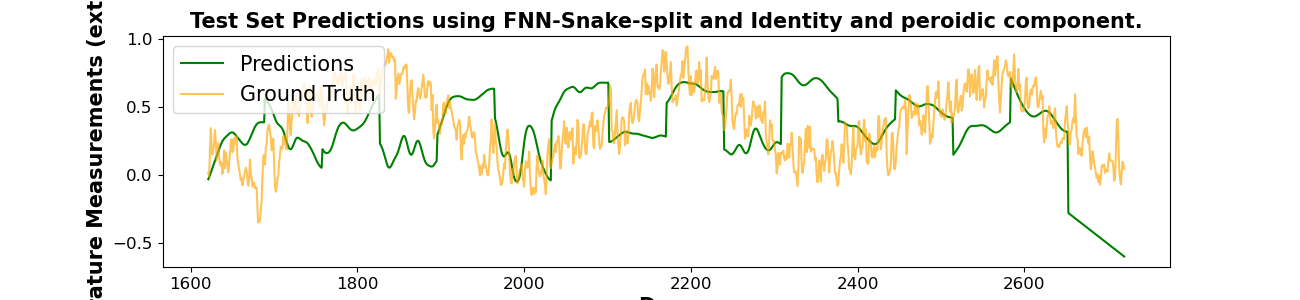 Test Set Predictions using FNN-Snake-split and Identity and peroidic component.
Predictions
Ground Truth
1.0
0.5
0.0
−0.5
1600
1800
2000
2200
2400
2600
Measurements